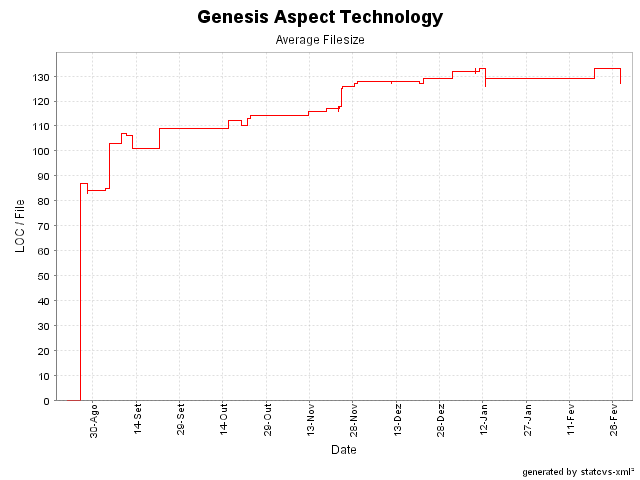 Genesis Aspect Technology
Average Filesize
LOC / File
130
120
110
100
90
80
70
60
50
40
30
20
10
0
30-Ago
14-Set
29-Set
14-Out
29-Out
13-Nov
28-Nov
13-Dez
28-Dez
12-Jan
27-Jan
11-Fev
26-Fev
Date
generated by statcvs-xml²